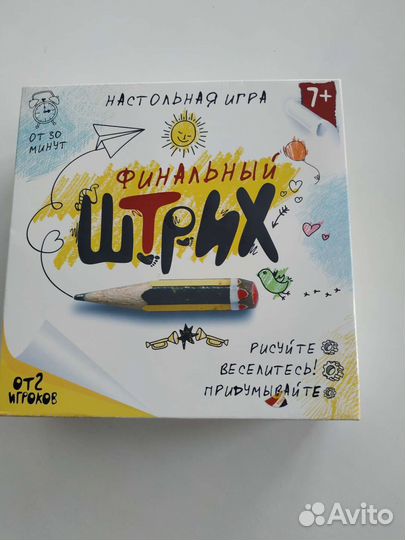 НАСТОЛЬНАЯ ИГРА
7+
ОТ 30
МИНУТ
ФИНАЛЬНЫЙ
ШТРИХ
РИСУЙТЕ
ВЕСЕЛИТЕСЬ!
ПРИДУМЫВАЙТЕ
ОТ 2
ИГРОКОВ
Avito